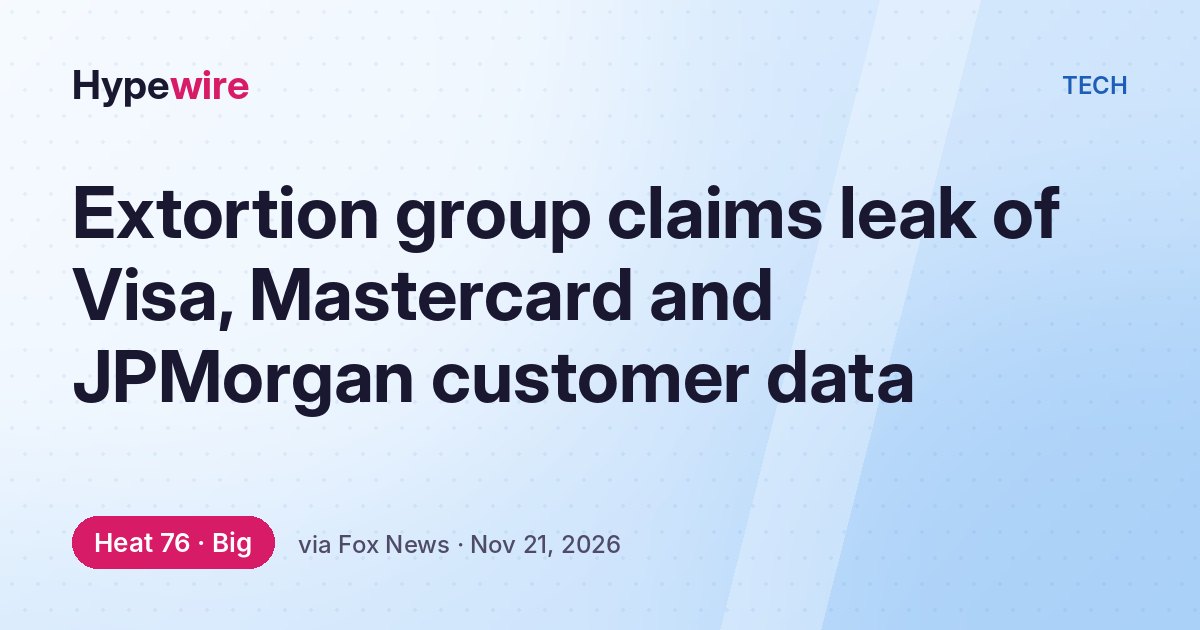 Hypewire
TECH
Extortion group claims leak of
Visa, Mastercard and
JPMorgan customer data
Heat 76 · Big
via Fox News · Nov 21, 2026